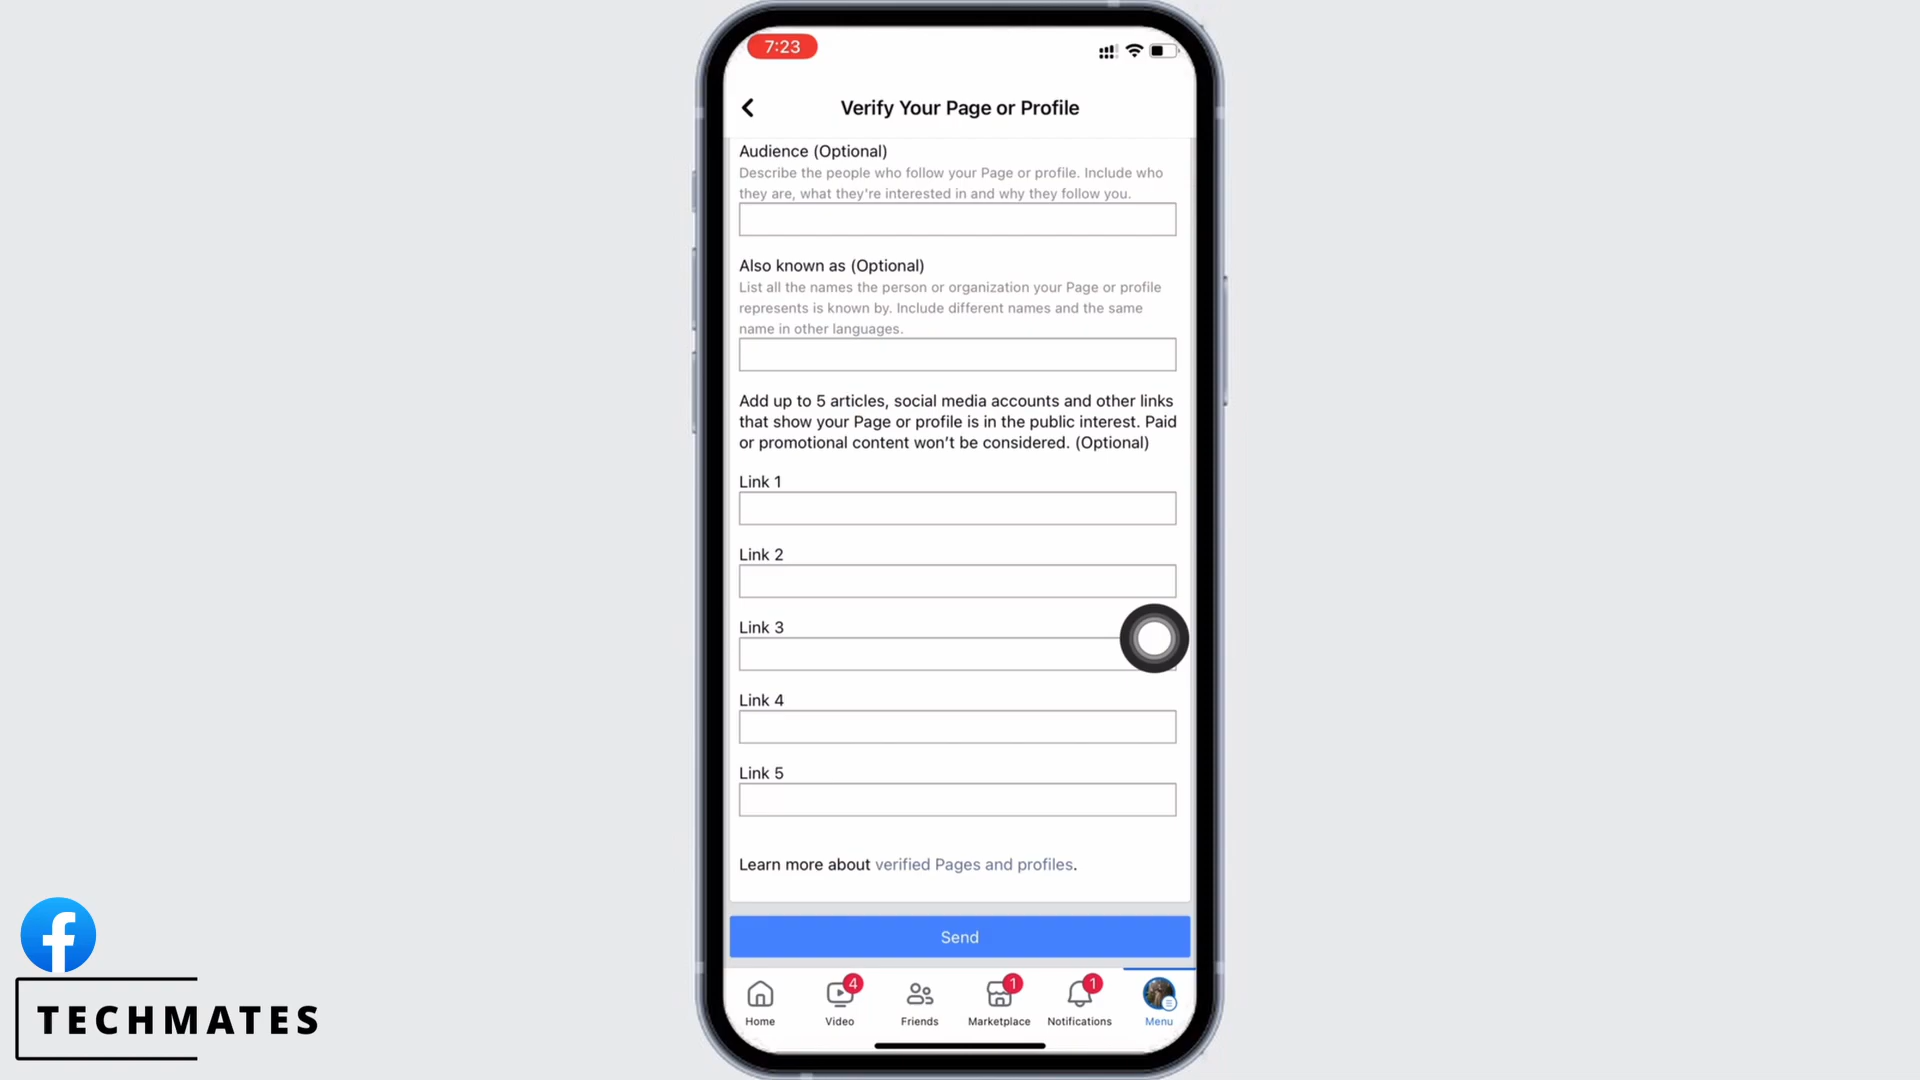 7:23
Verify Your Page or Profile
Audience (Optional)
Describe the people who follow your Page or profile. Include who
they are, what they're interested in and why they follow you.
Also known as (Optional)
List all the names the person or organization your Page or profile
represents is known by. Include different names and the same
name in other languages.
Add up to 5 articles, social media accounts and other links
that show your Page or profile is in the public interest. Paid
or promotional content won't be considered. (Optional)
Link 1
Link 2
Link 3
Link 4
Link 5
Learn more about verified Pages and profiles.
Send
4
1
1
Home
Video
Friends
Marketplace
Notifications
Menu
TECHMATES